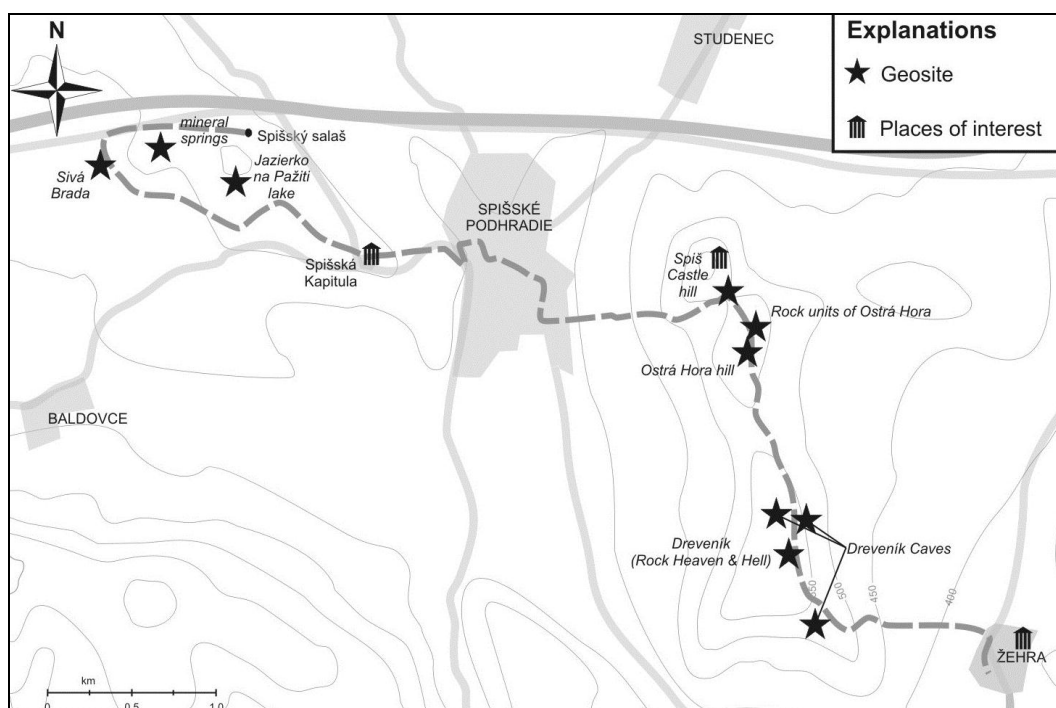 N
STUDENEC
Explanations
Geosite
Places of interest
mineral
springs
Spišský salaš
Sivá
Brada
Jazierko
na Pažiti
lake
SPIŠSKÉ
PODHRADIE
Spišská
Kapitula
Spiš
Castle
hill
Rock units of Ostrá Hora
Ostrá Hora hill
BALDOVCE
Dreveník
(Rock Heaven & Hell)
Dreveník Caves
550
500
450
400
ŽEHRA
km
0
0.5
1.0